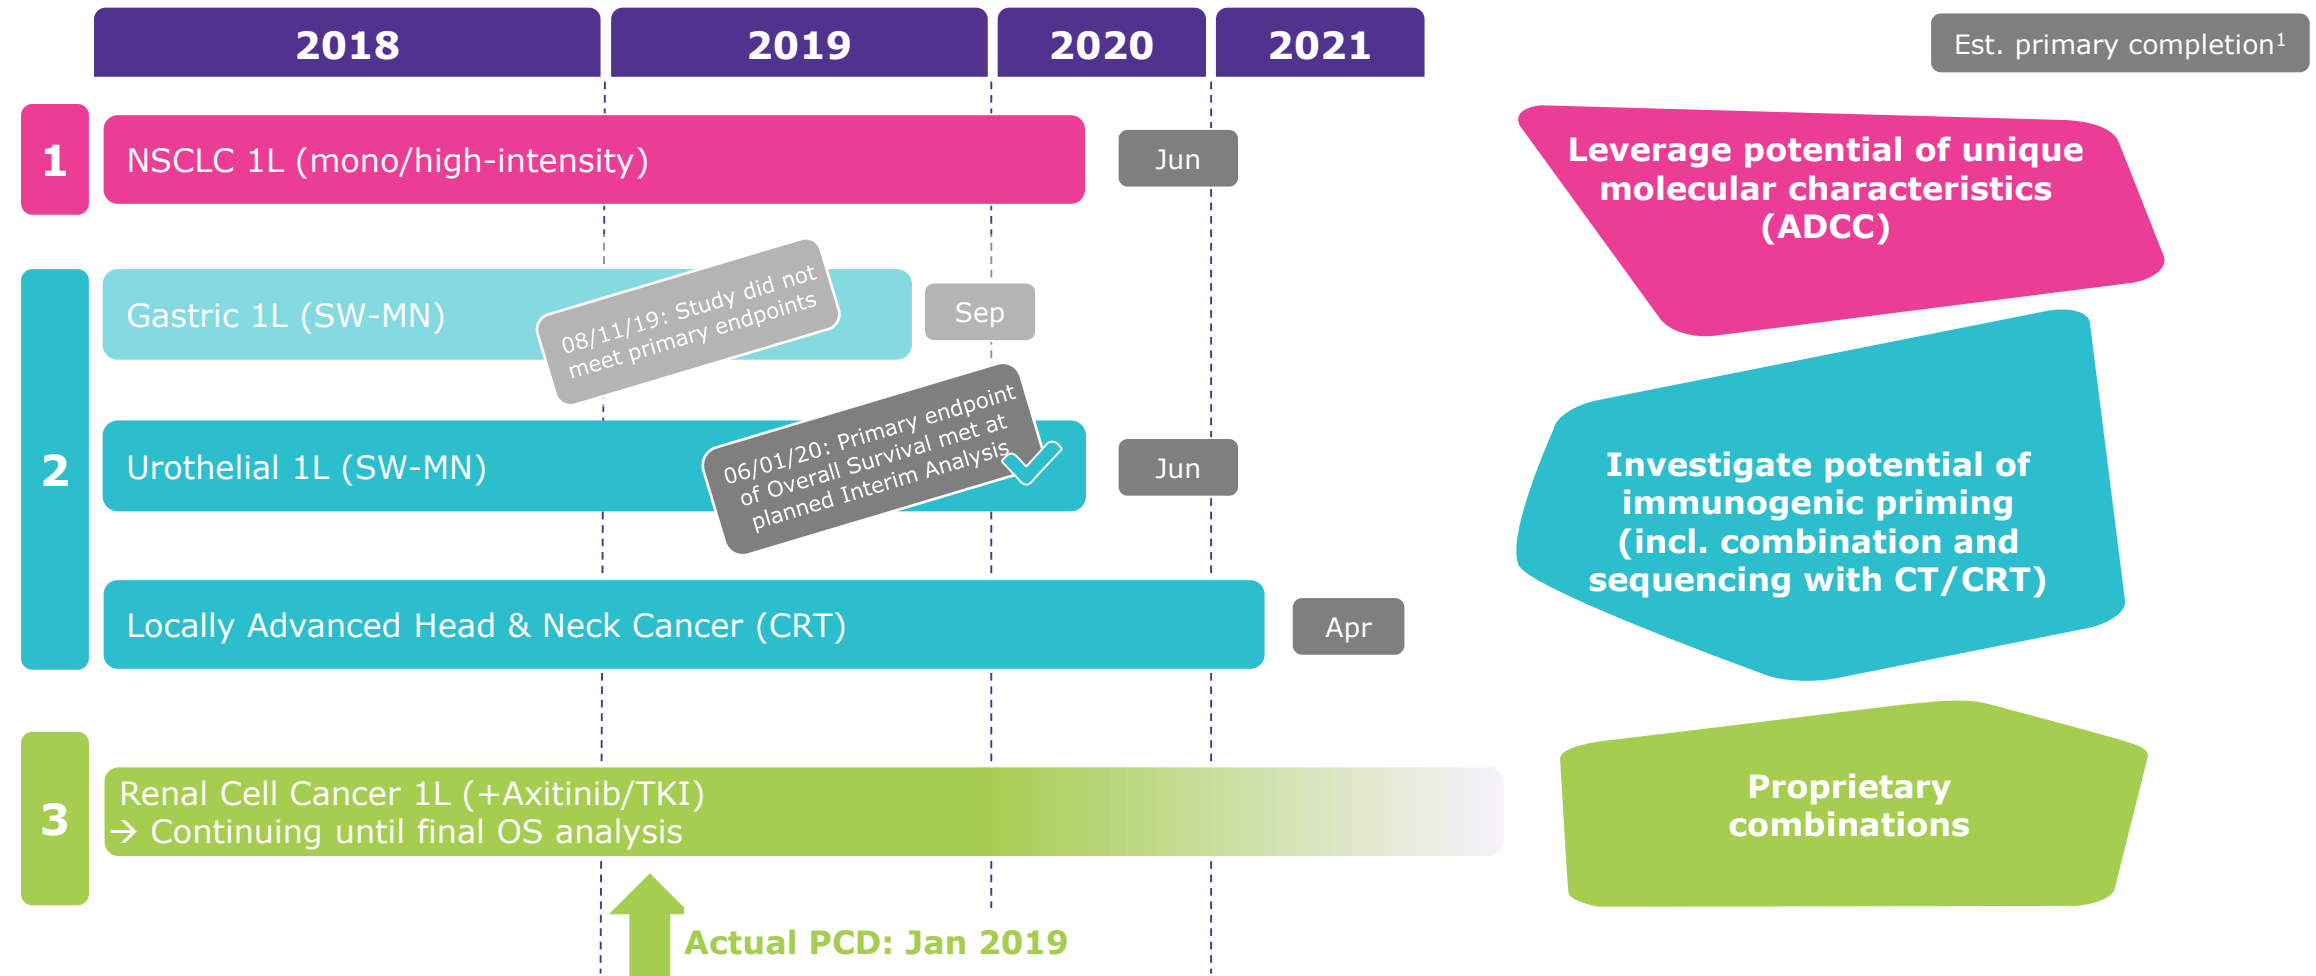 2018 2019 2020 2021
Est. primary completion¹
1
NSCLC 1L (mono/high-intensity)
Jun
Leverage potential of unique
molecular characteristics
(ADCC)
2
Gastric 1L (SW-MN)
08/11/19: Study did not
meet primary endpoints
Sep
Urothelial 1L (SW-MN)
06/01/20: Primary endpoint
of Overall Survival met at
planned Interim Analysis
Jun
Locally Advanced Head & Neck Cancer (CRT)
Apr
Investigate potential of
immunogenic priming
(incl. combination and
sequencing with CT/CRT)
3
Renal Cell Cancer 1L (+Axitinib/TKI)
→ Continuing until final OS analysis
Proprietary
combinations
Actual PCD: Jan 2019